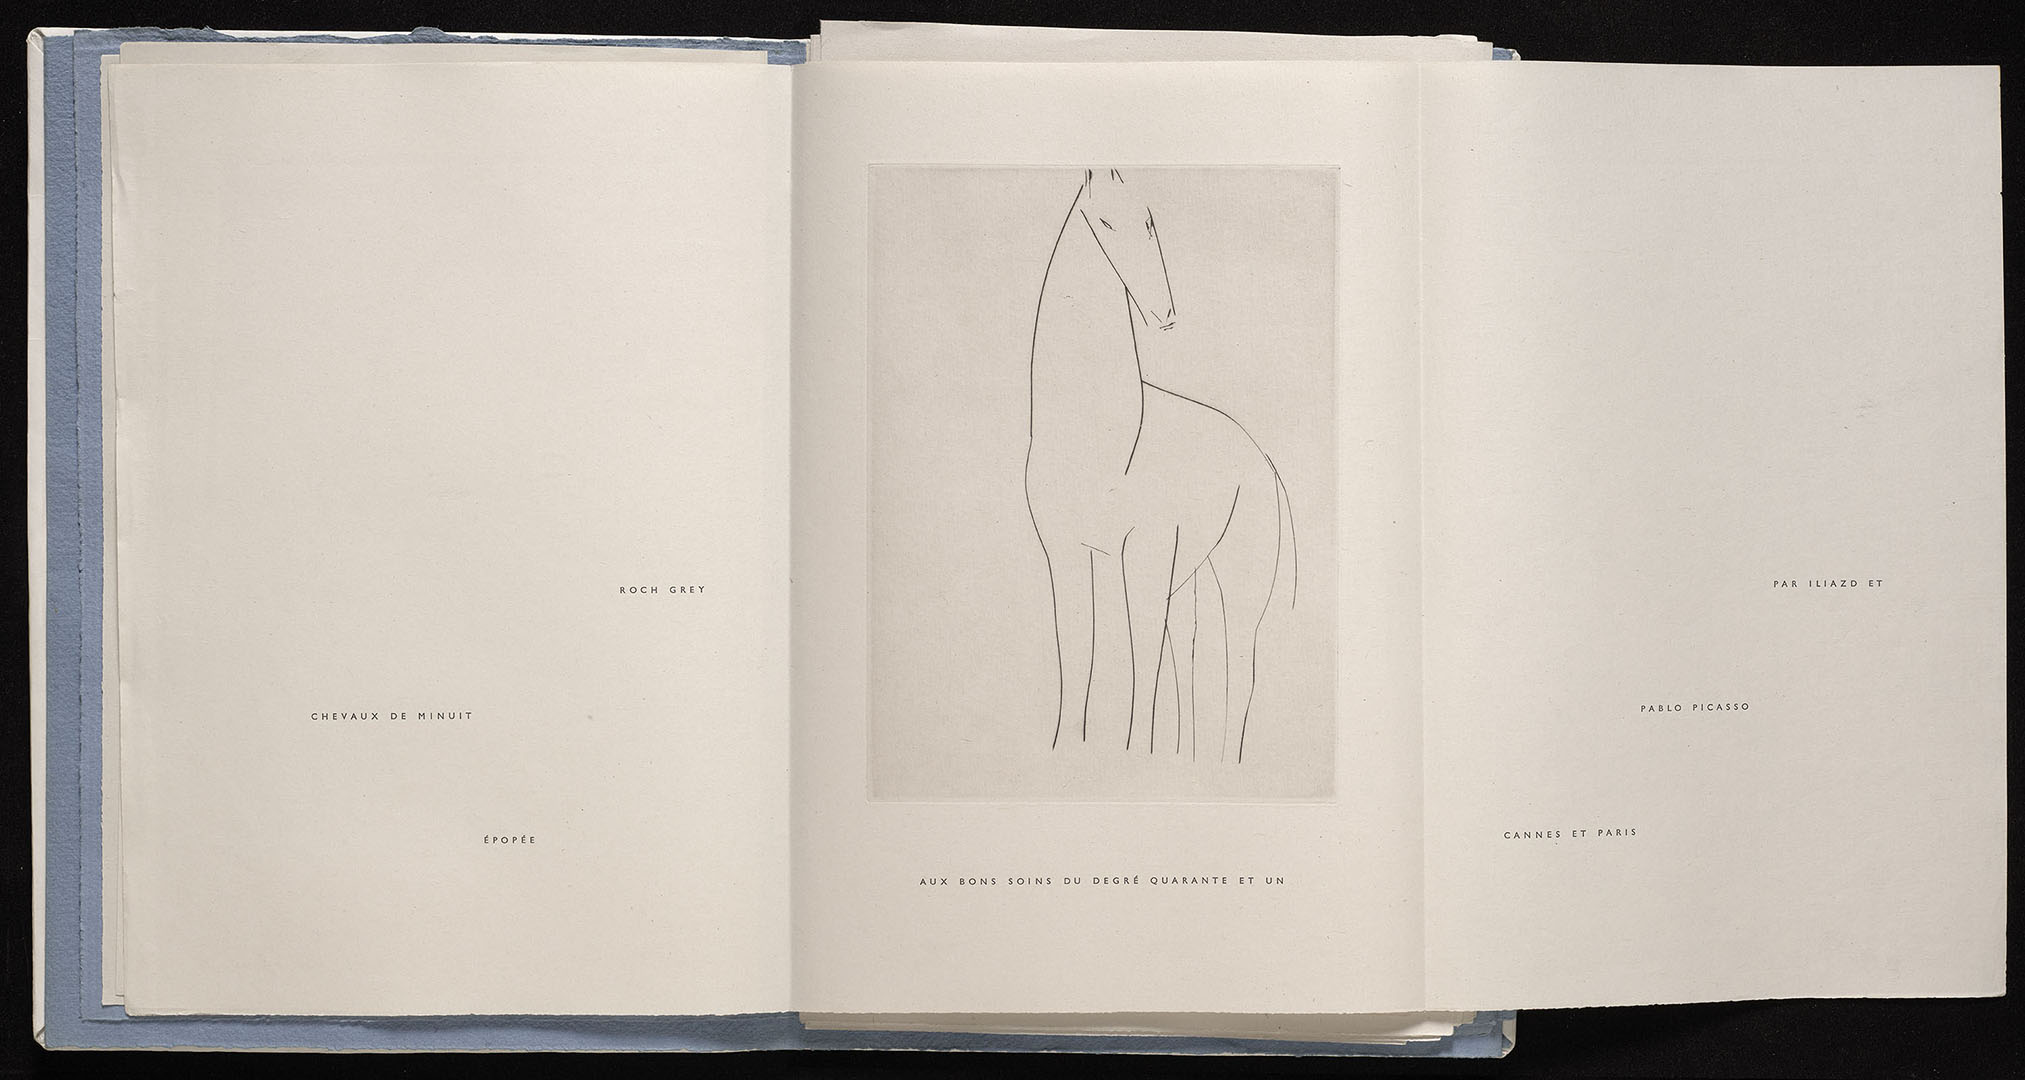 ROCH GREY
CHEVAUX DE MINUIT
ÉPOPÉE
AUX BONS SOINS DU DEGRÉ QUARANTE ET UN
PAR ILIAZD ET
PABLO PICASSO
CANNES ET PARIS